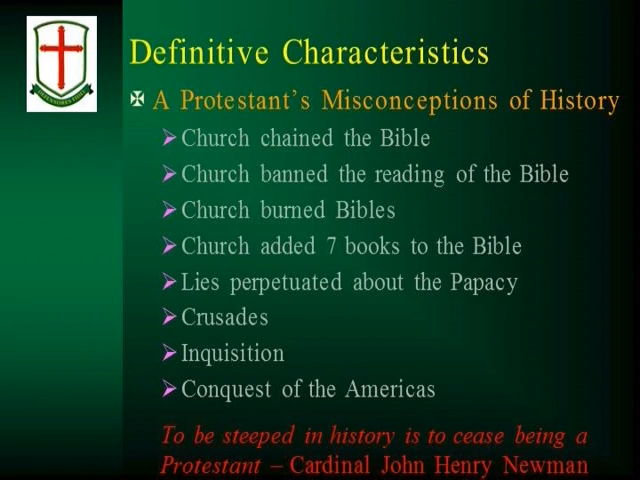 Definitive Characteristics
A Protestant's Misconceptions of History
Church chained the Bible
Church banned the reading of the Bible
Church burned Bibles
Church added 7 books to the Bible
Lies perpetuated about the Papacy
Crusades
Inquisition
Conquest of the Americas
To be steeped in history is to cease being a
Protestant – Cardinal John Henry Newman